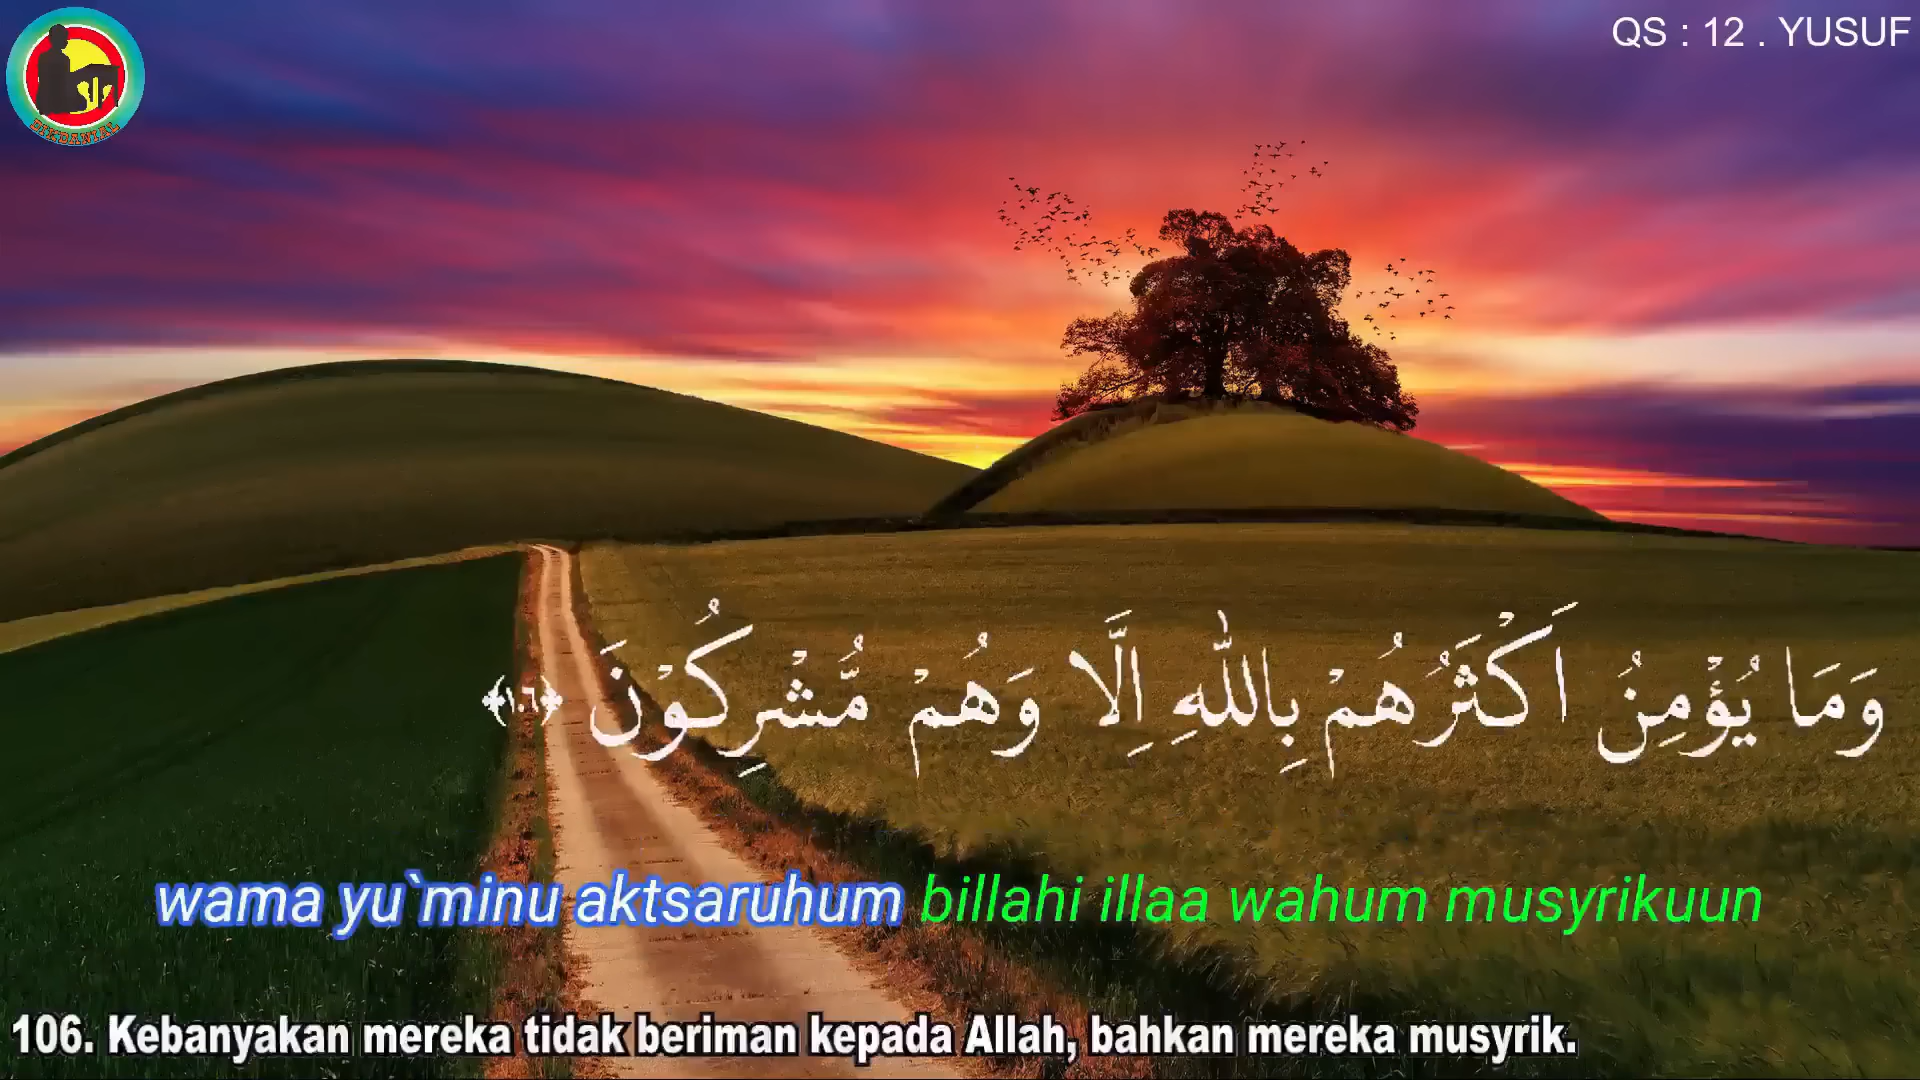 QS : 12 . YUSUF
DIKDANIAL
وَمَا يُؤْمِنُ اَكْثَرُهُمْ بِاللّٰهِ اِلَّا وَهُمْ مُّشْرِكُوْنَ ﴿١٠٦﴾
wama yu`minu aktsaruhum billahi illaa wahum musyrikuun
106. Kebanyakan mereka tidak beriman kepada Allah, bahkan mereka musyrik.